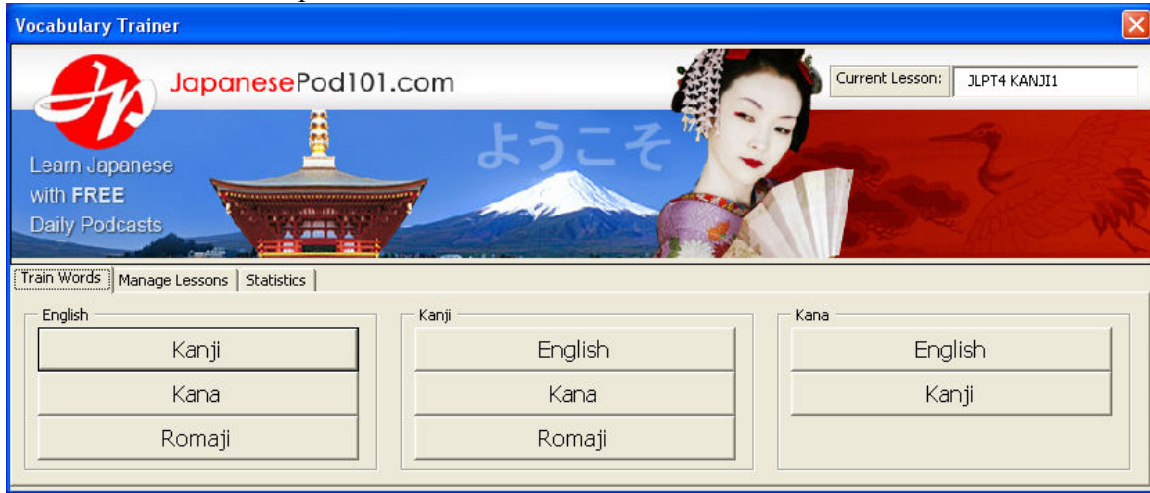 Vocabulary Trainer
JapanesePod101.com
Current Lesson:
JLPT4 KANJI1
ようこそ
Learn Japanese
with FREE
Daily Podcasts
Train Words
Manage Lessons
Statistics
English
Kanji
Kana
Romaji
Kanji
English
Kana
Romaji
Kana
English
Kanji